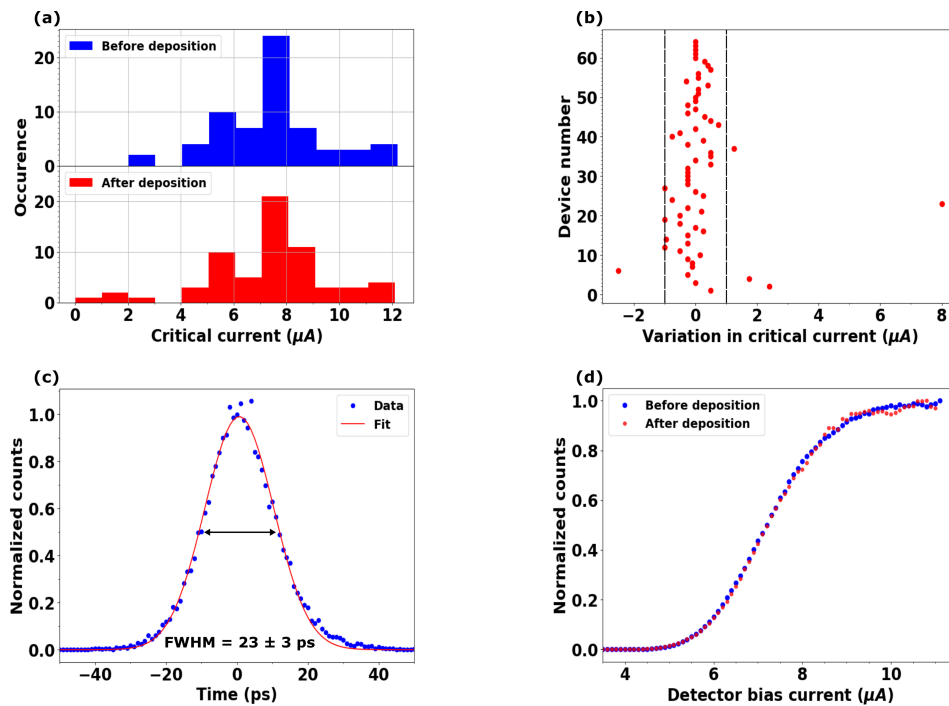 (a)
Before deposition
After deposition
Occurence
20
10
0
20
10
0
0 2 4 6 8 10 12
Critical current (μA)
(b)
Device number
60
50
40
30
20
10
0
−2 0 2 4 6 8
Variation in critical current (μA)
(c)
Data
Fit
Normalized counts
1.0
0.8
0.6
0.4
0.2
0.0
FWHM = 23 ± 3 ps
−40 −20 0 20 40
Time (ps)
(d)
Before deposition
After deposition
Normalized counts
1.0
0.8
0.6
0.4
0.2
0.0
4 6 8 10
Detector bias current (μA)